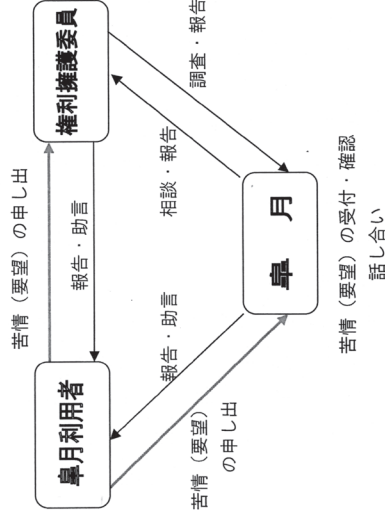 苦情（要望）の申し出
皐月利用者
権利擁護委員
報告・助言
報告・助言
相談・報告
調査・報告
苦情（要望）
の申し出
皐　月
苦情（要望）の受付・確認
話し合い